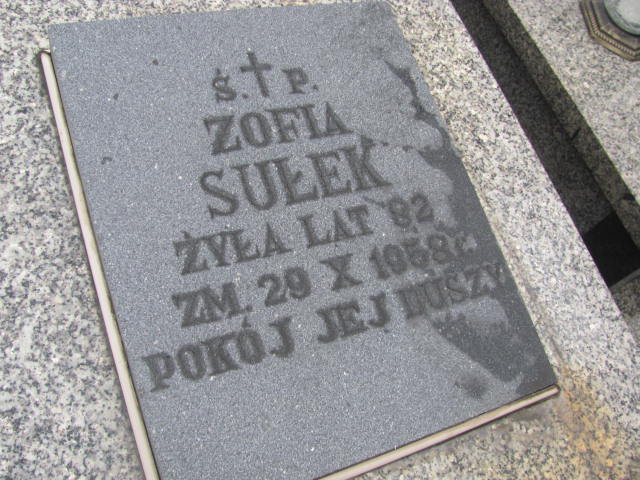 Ś. † P.
ZOFIA
SUŁEK
ŻYŁA LAT 92
ZM. 29 X 1958 R.
POKÓJ JEJ DUSZY